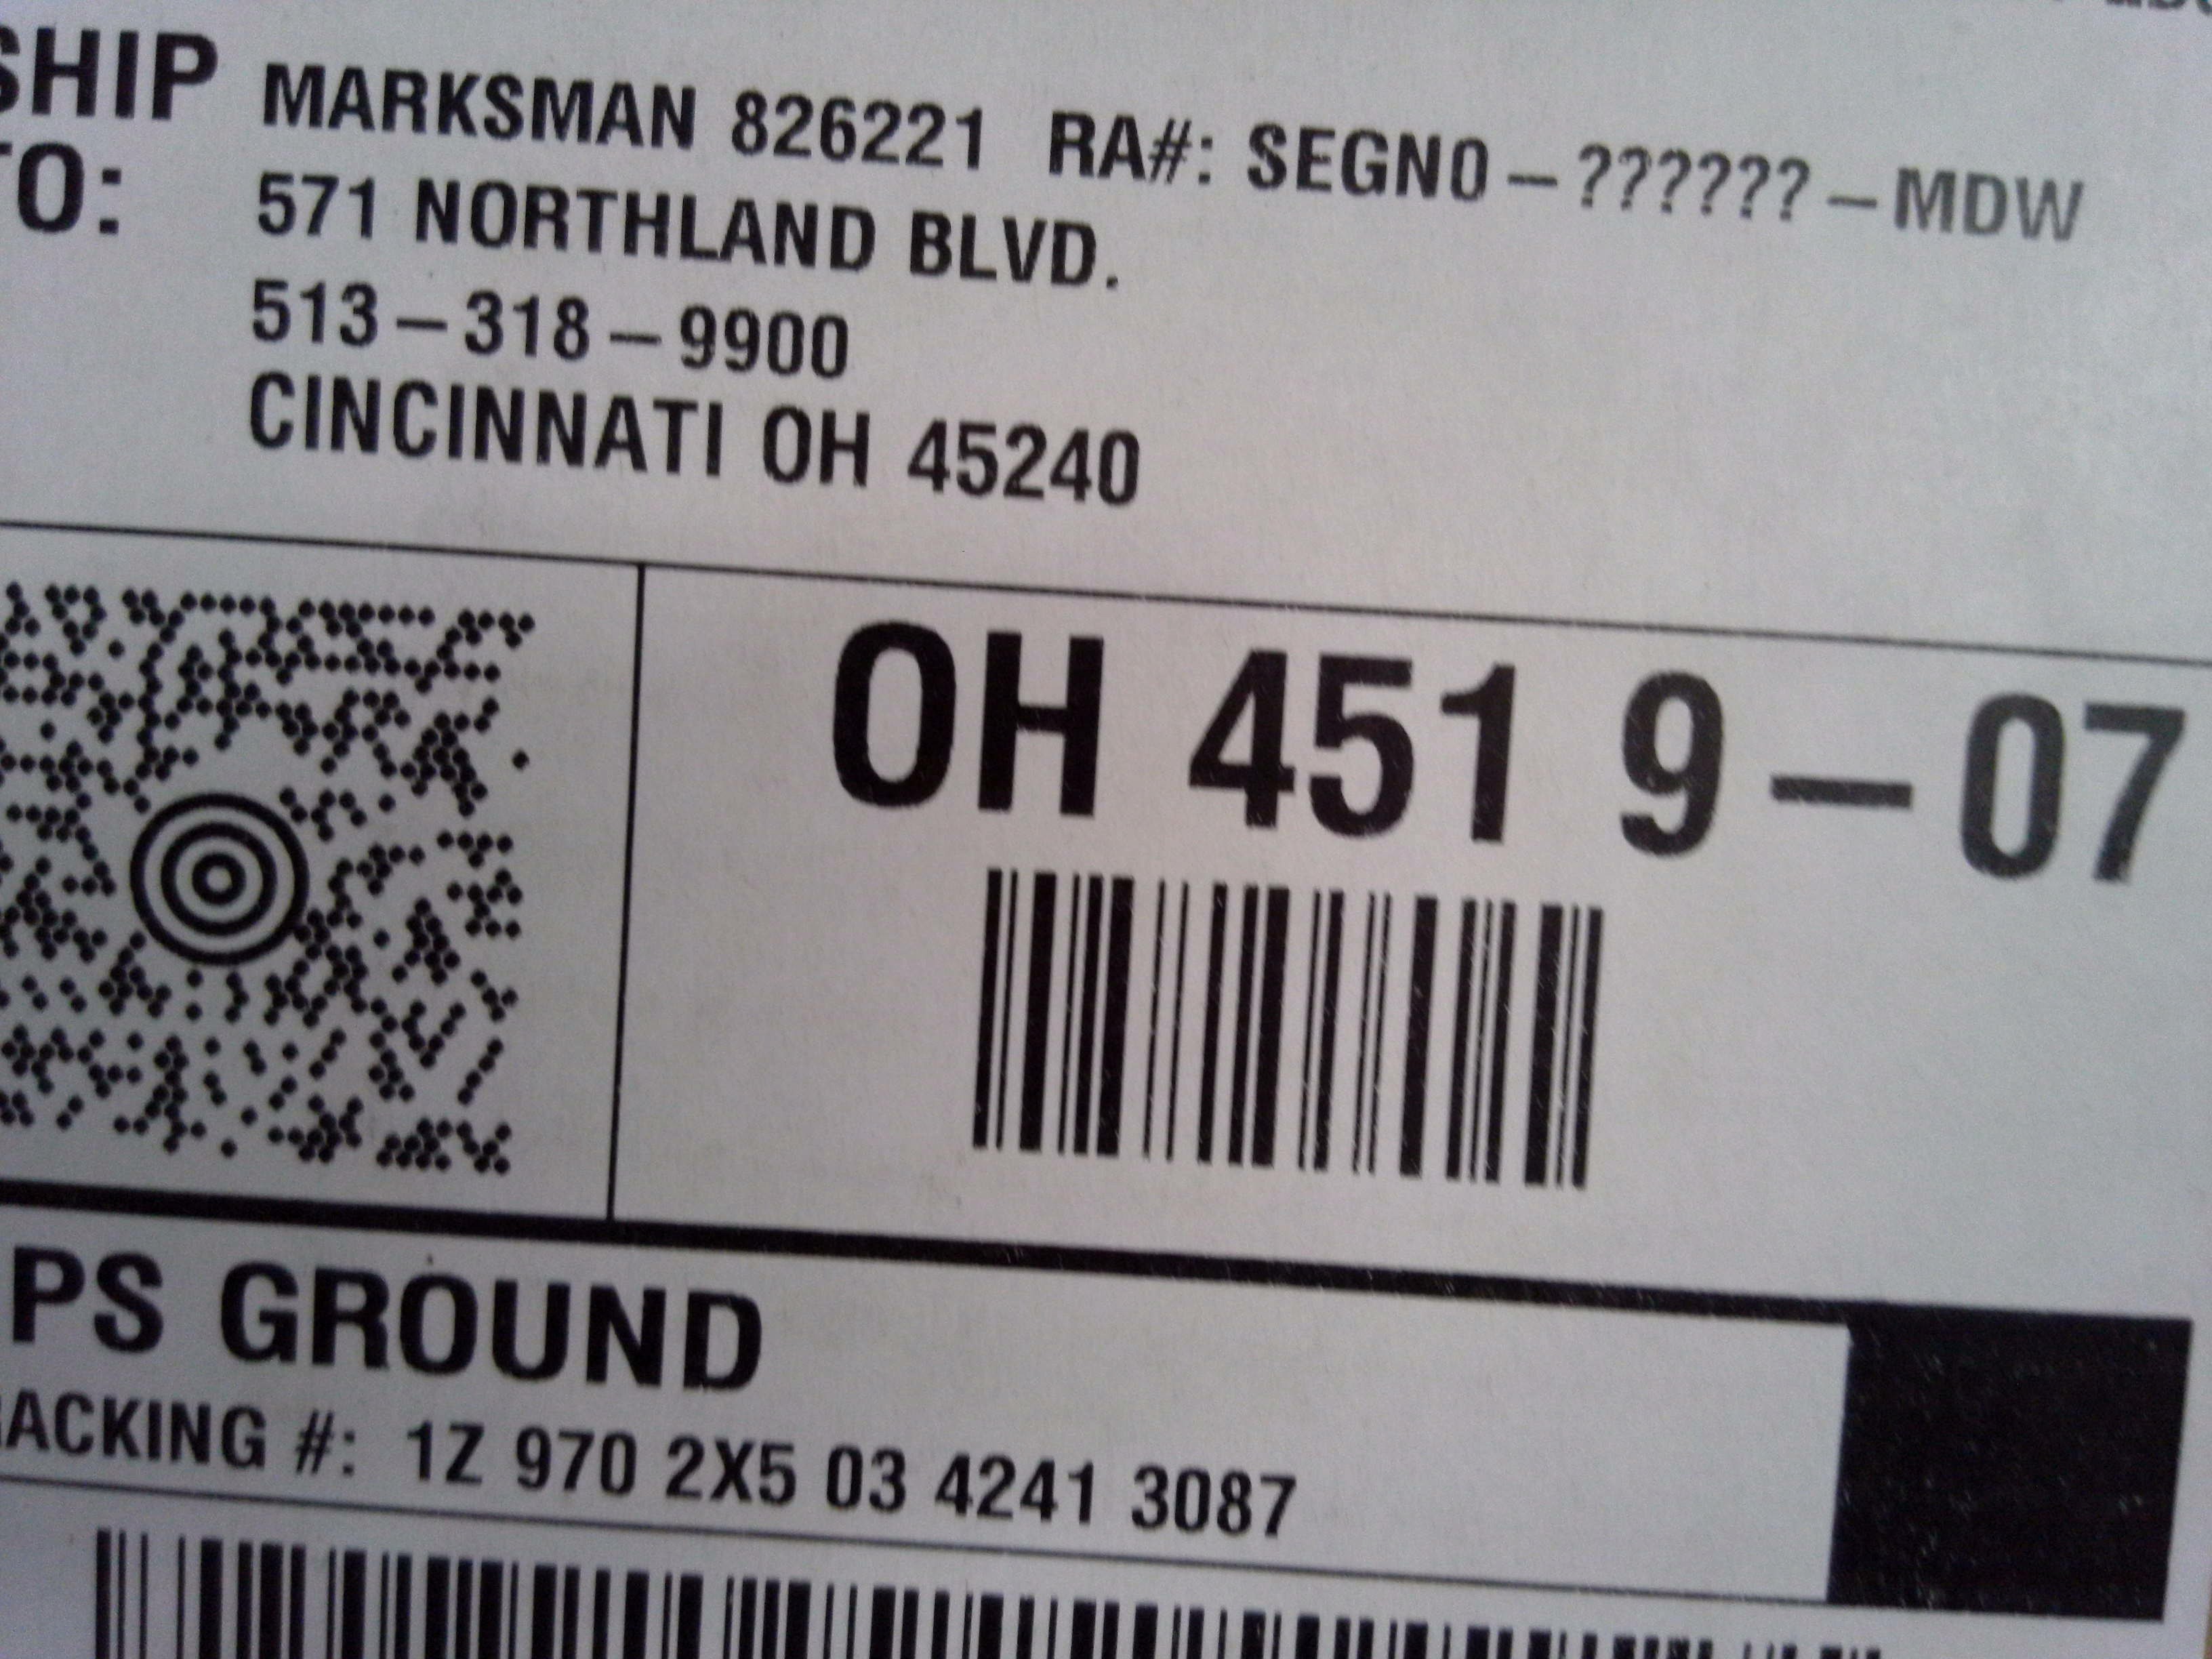 SHIP TO:
MARKSMAN 826221 RA#: SEGN0-??????-MDW
571 NORTHLAND BLVD.
513-318-9900
CINCINNATI OH 45240
OH 451 9-07
PS GROUND
ACKING #: 1Z 970 2X5 03 4241 3087